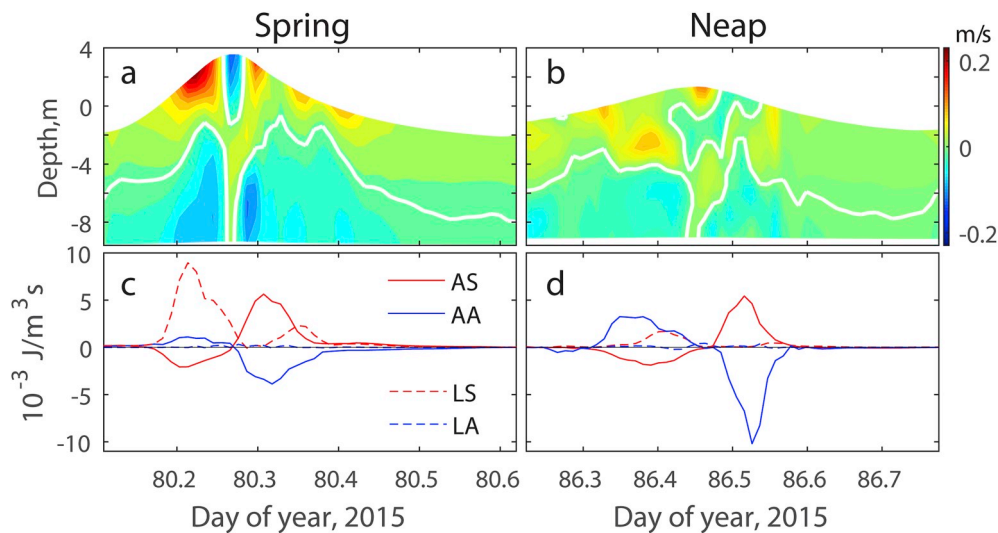 Spring Neap
m/s
a b
4
0
-4
-8
Depth,m
0.2
0
-0.2
c d
10
5
0
-5
-10
10⁻³ J/m³ s
AS
AA
LS
LA
80.2 80.3 80.4 80.5 80.6 86.3 86.4 86.5 86.6 86.7
Day of year, 2015 Day of year, 2015